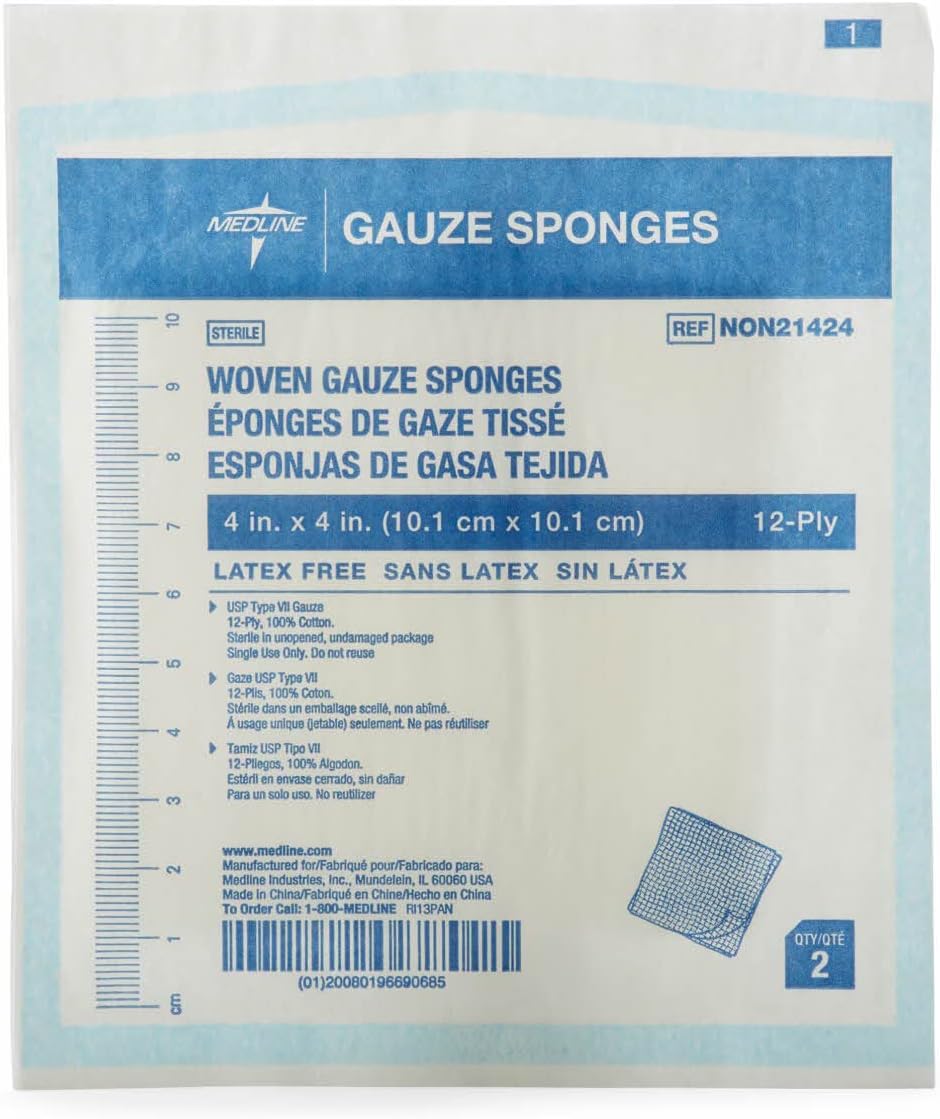 1
MEDLINE
GAUZE SPONGES
STERILE
REF NON21424
WOVEN GAUZE SPONGES
ÉPONGES DE GAZE TISSÉ
ESPONJAS DE GASA TEJIDA
4 in. x 4 in. (10.1 cm x 10.1 cm) 12-Ply
LATEX FREE SANS LATEX SIN LÁTEX
USP Type VII Gauze
12-Ply, 100% Cotton.
Sterile in unopened, undamaged package
Single Use Only. Do not reuse
Gaze USP Type VII
12-Plis, 100% Coton.
Stérile dans un emballage scellé, non abîmé.
À usage unique (jetable) seulement. Ne pas réutiliser
Tamiz USP Tipo VII
12-Pliegos, 100% Algodon.
Estéril en envase cerrado, sin dañar
Para un solo uso. No reutilizer
www.medline.com
Manufactured for/Fabriqué pour/Fabricado para:
Medline Industries, Inc., Mundelein, IL 60060 USA
Made in China/Fabriqué en Chine/Hecho en China
To Order Call: 1-800-MEDLINE RI13PAN
(01)20080196690685
QTY/QTÉ
2
10
9
8
7
6
5
4
3
2
1
cm